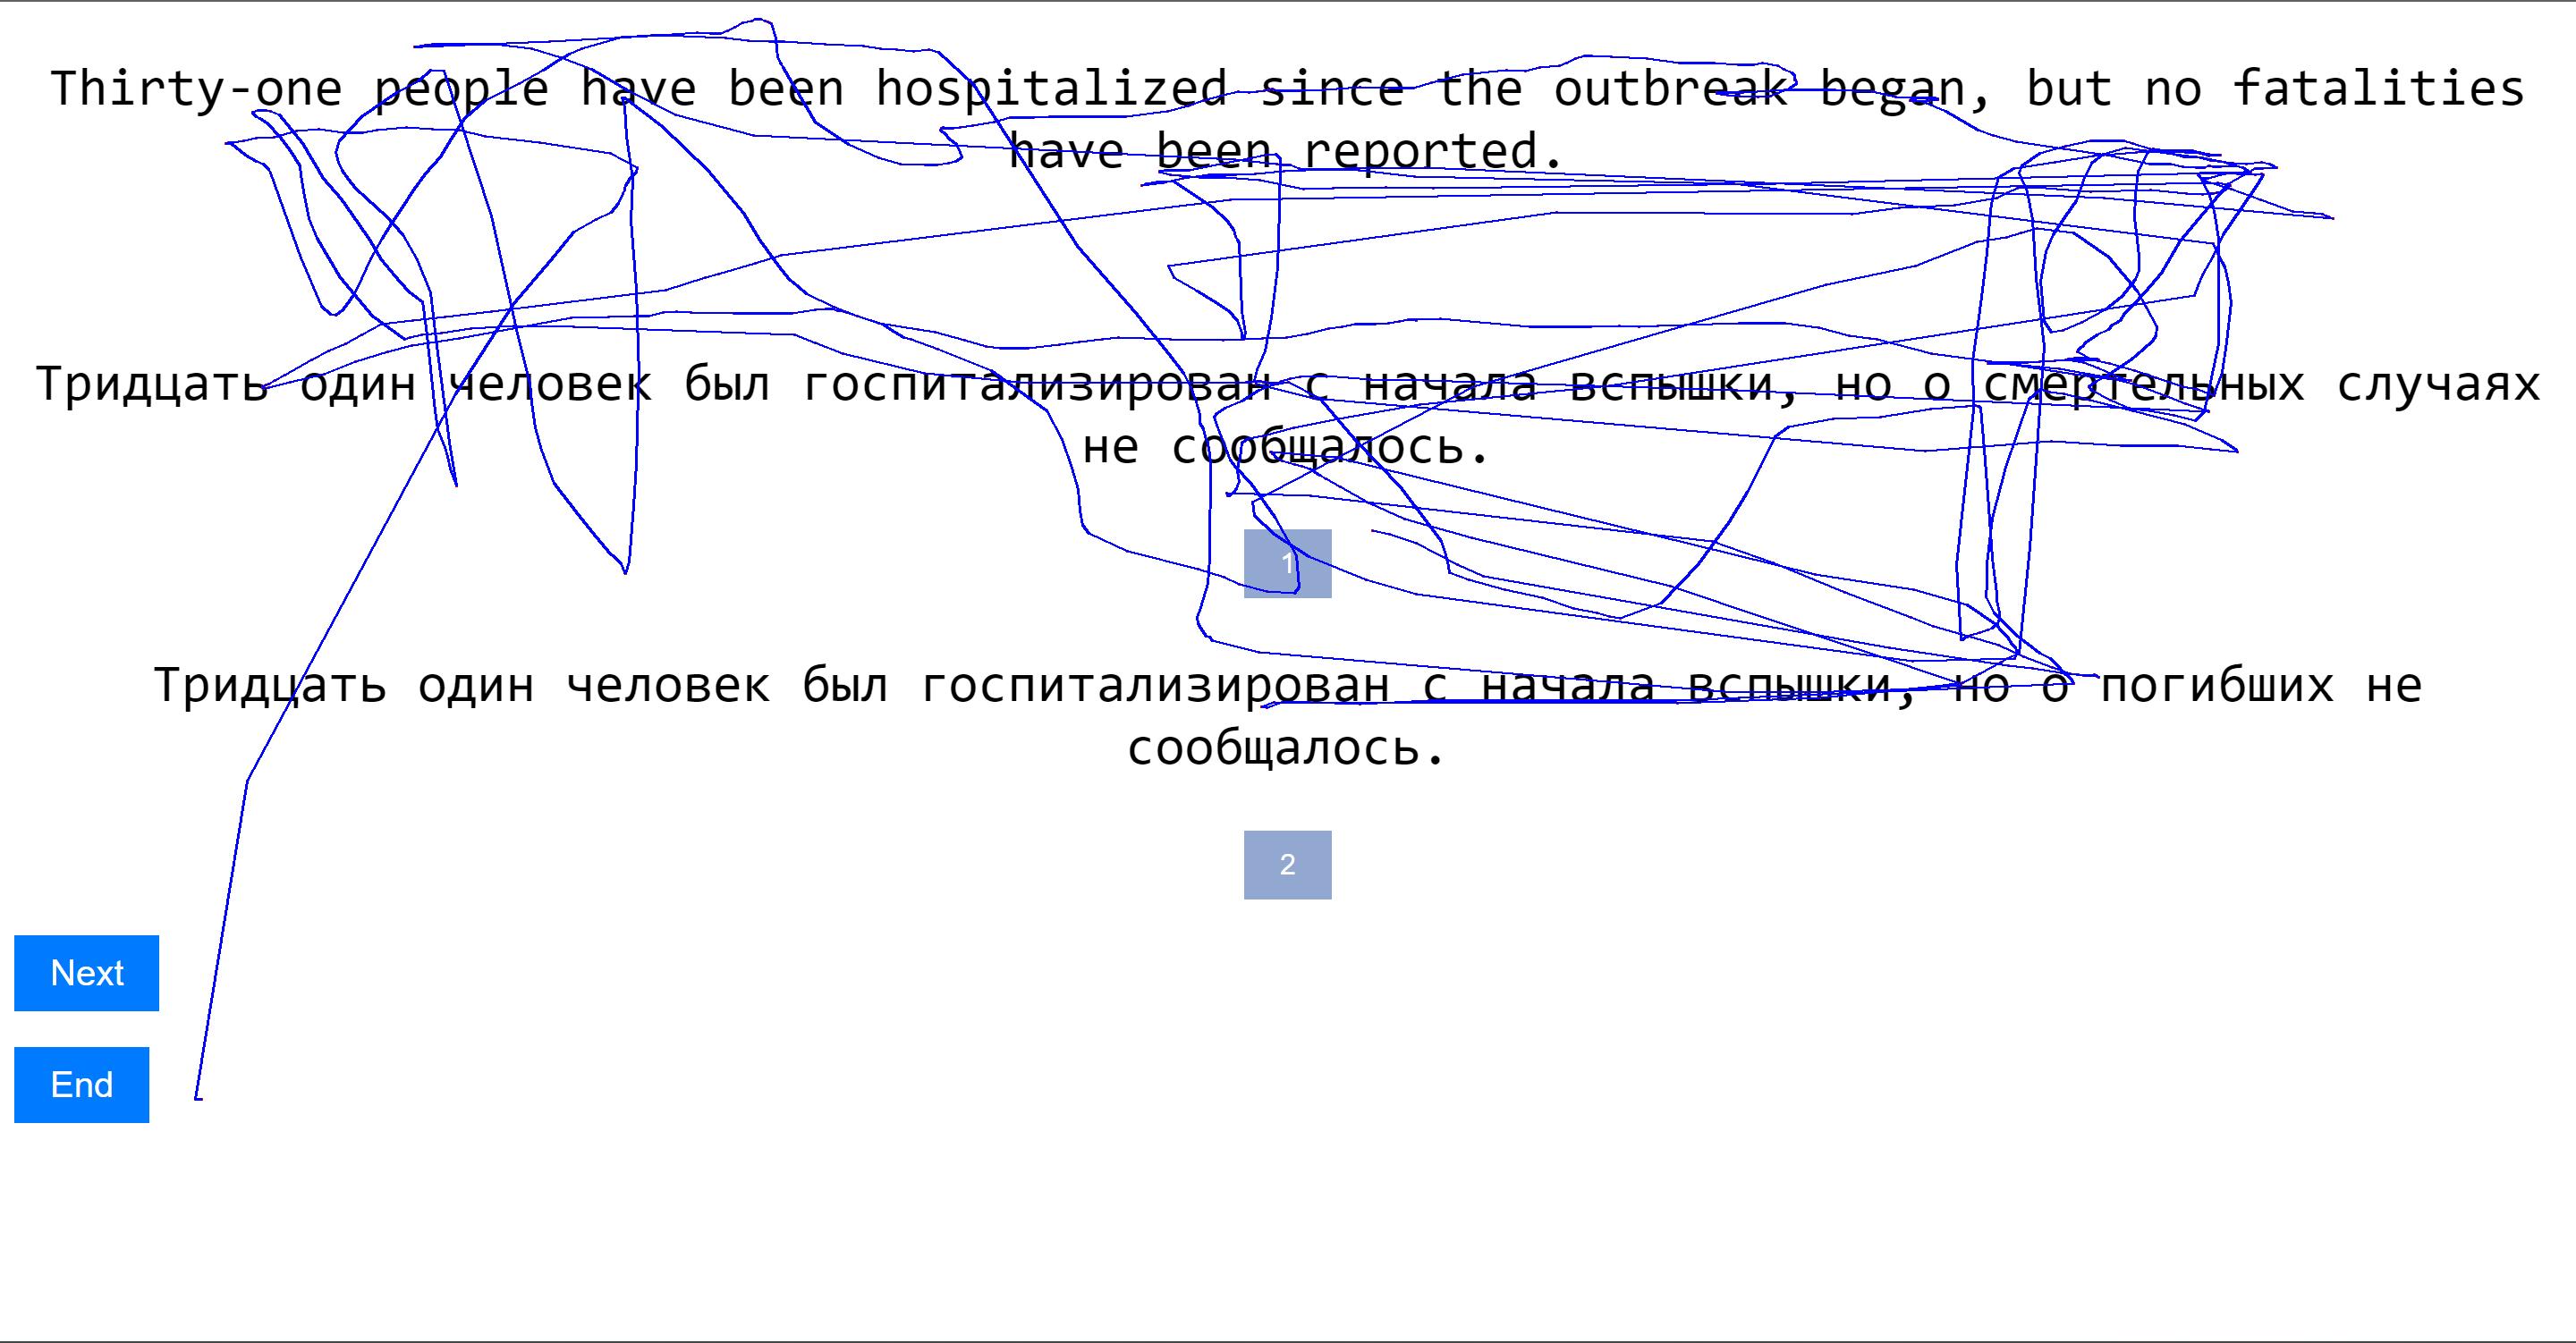 Thirty-one people have been hospitalized since the outbreak began, but no fatalities
have been reported.
Тридцать один человек был госпитализирован с начала вспышки, но о смертельных случаях
не сообщалось.
1
Тридцать один человек был госпитализирован с начала вспышки, но о погибших не
сообщалось.
2
Next
End